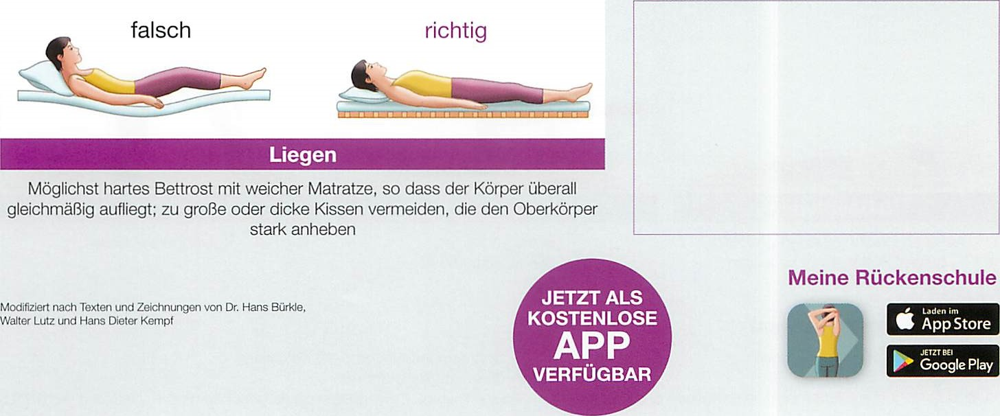 falsch
richtig
Liegen
Möglichst hartes Bettrost mit weicher Matratze, so dass der Körper überall
gleichmäßig aufliegt; zu große oder dicke Kissen vermeiden, die den Oberkörper
stark anheben
Modifiziert nach Texten und Zeichnungen von Dr. Hans Bürkle,
Walter Lutz und Hans Dieter Kempf
JETZT ALS
KOSTENLOSE
APP
VERFÜGBAR
Meine Rückenschule
Laden im
App Store
JETZT BEI
Google Play